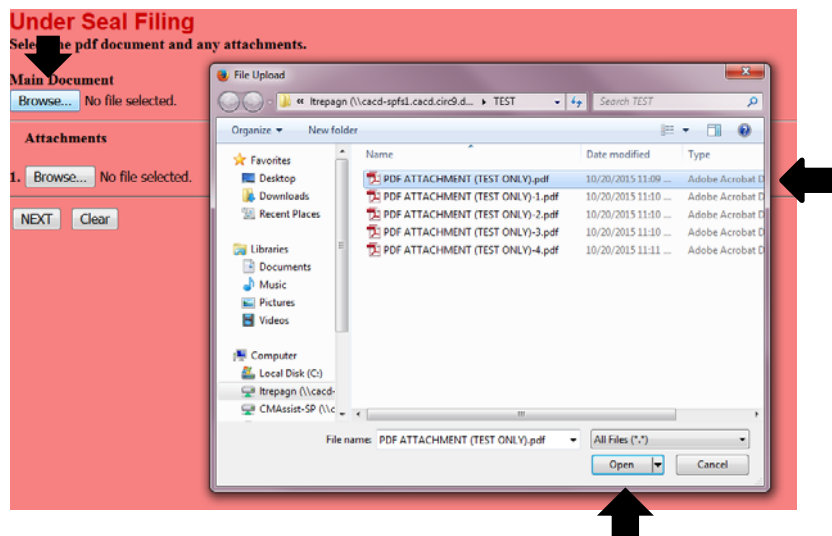 Under Seal Filing
Select the pdf document and any attachments.
Main Document
Browse... No file selected.
Attachments
1. Browse... No file selected.
NEXT Clear
File Upload
« ltrepagn (\\cacd-spfs1.cacd.circ9.d... ▸ TEST
Search TEST
Organize New folder
Favorites
Desktop
Downloads
Recent Places
Libraries
Documents
Music
Pictures
Videos
Computer
Local Disk (C:)
ltrepagn (\\cacd-
CMAssist-SP (\\c
Name Date modified Type
PDF ATTACHMENT (TEST ONLY).pdf 10/20/2015 11:09 ... Adobe Acrobat D
PDF ATTACHMENT (TEST ONLY)-1.pdf 10/20/2015 11:10 ... Adobe Acrobat D
PDF ATTACHMENT (TEST ONLY)-2.pdf 10/20/2015 11:10 ... Adobe Acrobat D
PDF ATTACHMENT (TEST ONLY)-3.pdf 10/20/2015 11:10 ... Adobe Acrobat D
PDF ATTACHMENT (TEST ONLY)-4.pdf 10/20/2015 11:11 ... Adobe Acrobat D
File name: PDF ATTACHMENT (TEST ONLY).pdf All Files (*.*)
Open Cancel